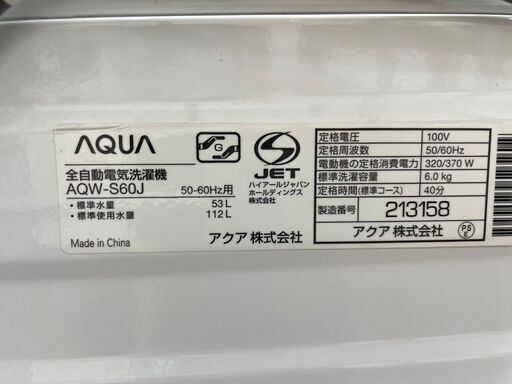 AQUA
G
全自動電気洗濯機
AQW-S60J 50-60Hz用
・標準水量 53L
・標準使用水量 112L
Made in China
アクア 株式会社
S
JET
ハイアールジャパン
ホールディングス
株式会社
定格電圧 100V
定格周波数 50/60Hz
電動機の定格消費電力 320/370 W
標準洗濯容量 6.0 kg
定格時間(標準コース) 40分
製造番号 213158
アクア 株式会社
PS
E